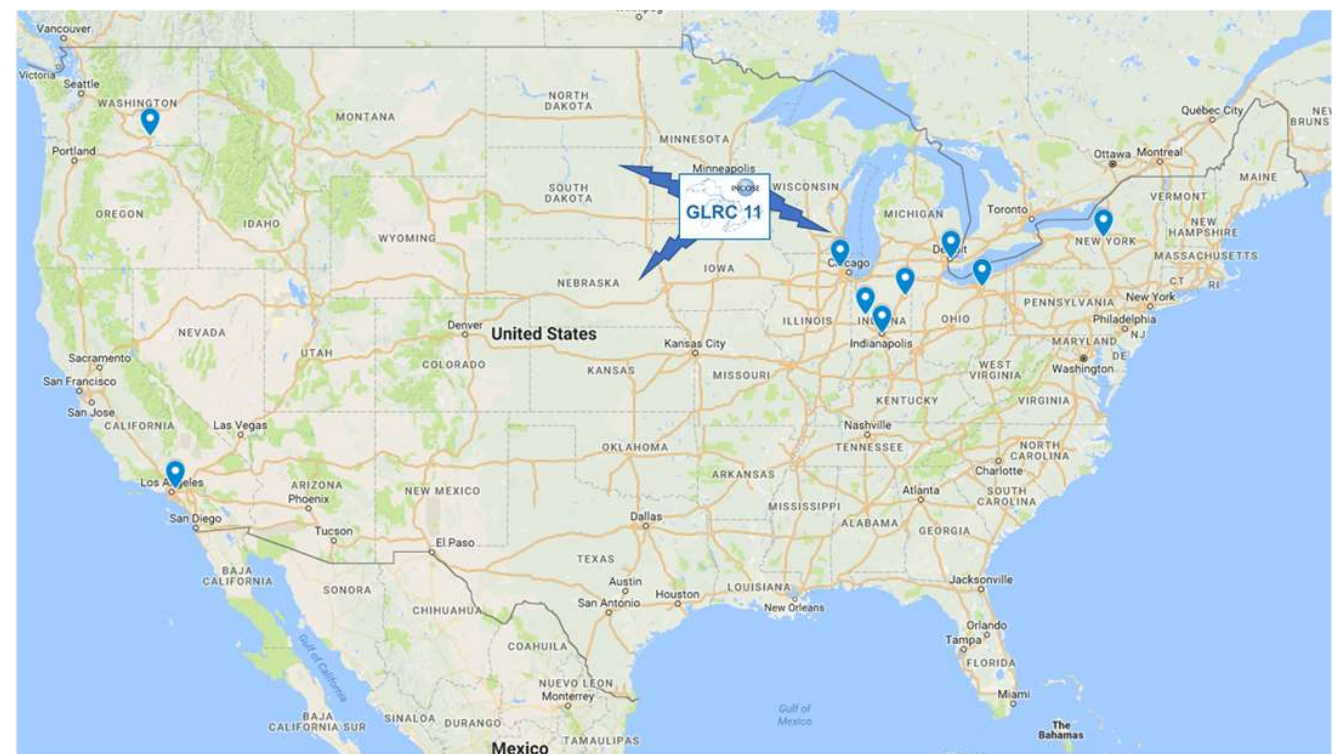 Winnipeg
Vancouver
Victoria
Seattle
WASHINGTON
Portland
OREGON
IDAHO
MONTANA
NORTH
DAKOTA
SOUTH
DAKOTA
MINNESOTA
Minneapolis
WISCONSIN
INCOSE
GLRC 11
MICHIGAN
Toronto
Ottawa
Montreal
Québec City
NEW
BRUNS
MAINE
VERMONT
NEW
HAMPSHIRE
NEW YORK
MASSACHUSETTS
CT
RI
WYOMING
NEBRASKA
IOWA
Chicago
Detroit
ILLINOIS
INDIANA
Indianapolis
OHIO
PENNSYLVANIA
New York
Philadelphia
NJ
MARYLAND
DE
Washington
WEST
VIRGINIA
VIRGINIA
NEVADA
UTAH
Denver
COLORADO
United States
Kansas City
KANSAS
MISSOURI
KENTUCKY
Sacramento
San Francisco
San Jose
CALIFORNIA
Las Vegas
Los Angeles
San Diego
ARIZONA
Phoenix
Tucson
NEW MEXICO
El Paso
OKLAHOMA
ARKANSAS
Nashville
TENNESSEE
NORTH
CAROLINA
Charlotte
SOUTH
CAROLINA
Atlanta
MISSISSIPPI
ALABAMA
GEORGIA
Dallas
TEXAS
Austin
San Antonio
Houston
LOUISIANA
New Orleans
Jacksonville
Orlando
Tampa
FLORIDA
Miami
The
Bahamas
Gulf of
Mexico
BAJA
CALIFORNIA
SONORA
CHIHUAHUA
COAHUILA
Gulf of California
NUEVO LEON
Monterrey
BAJA
CALIFORNIA SUR
SINALOA
DURANGO
TAMAULIPAS
Mexico